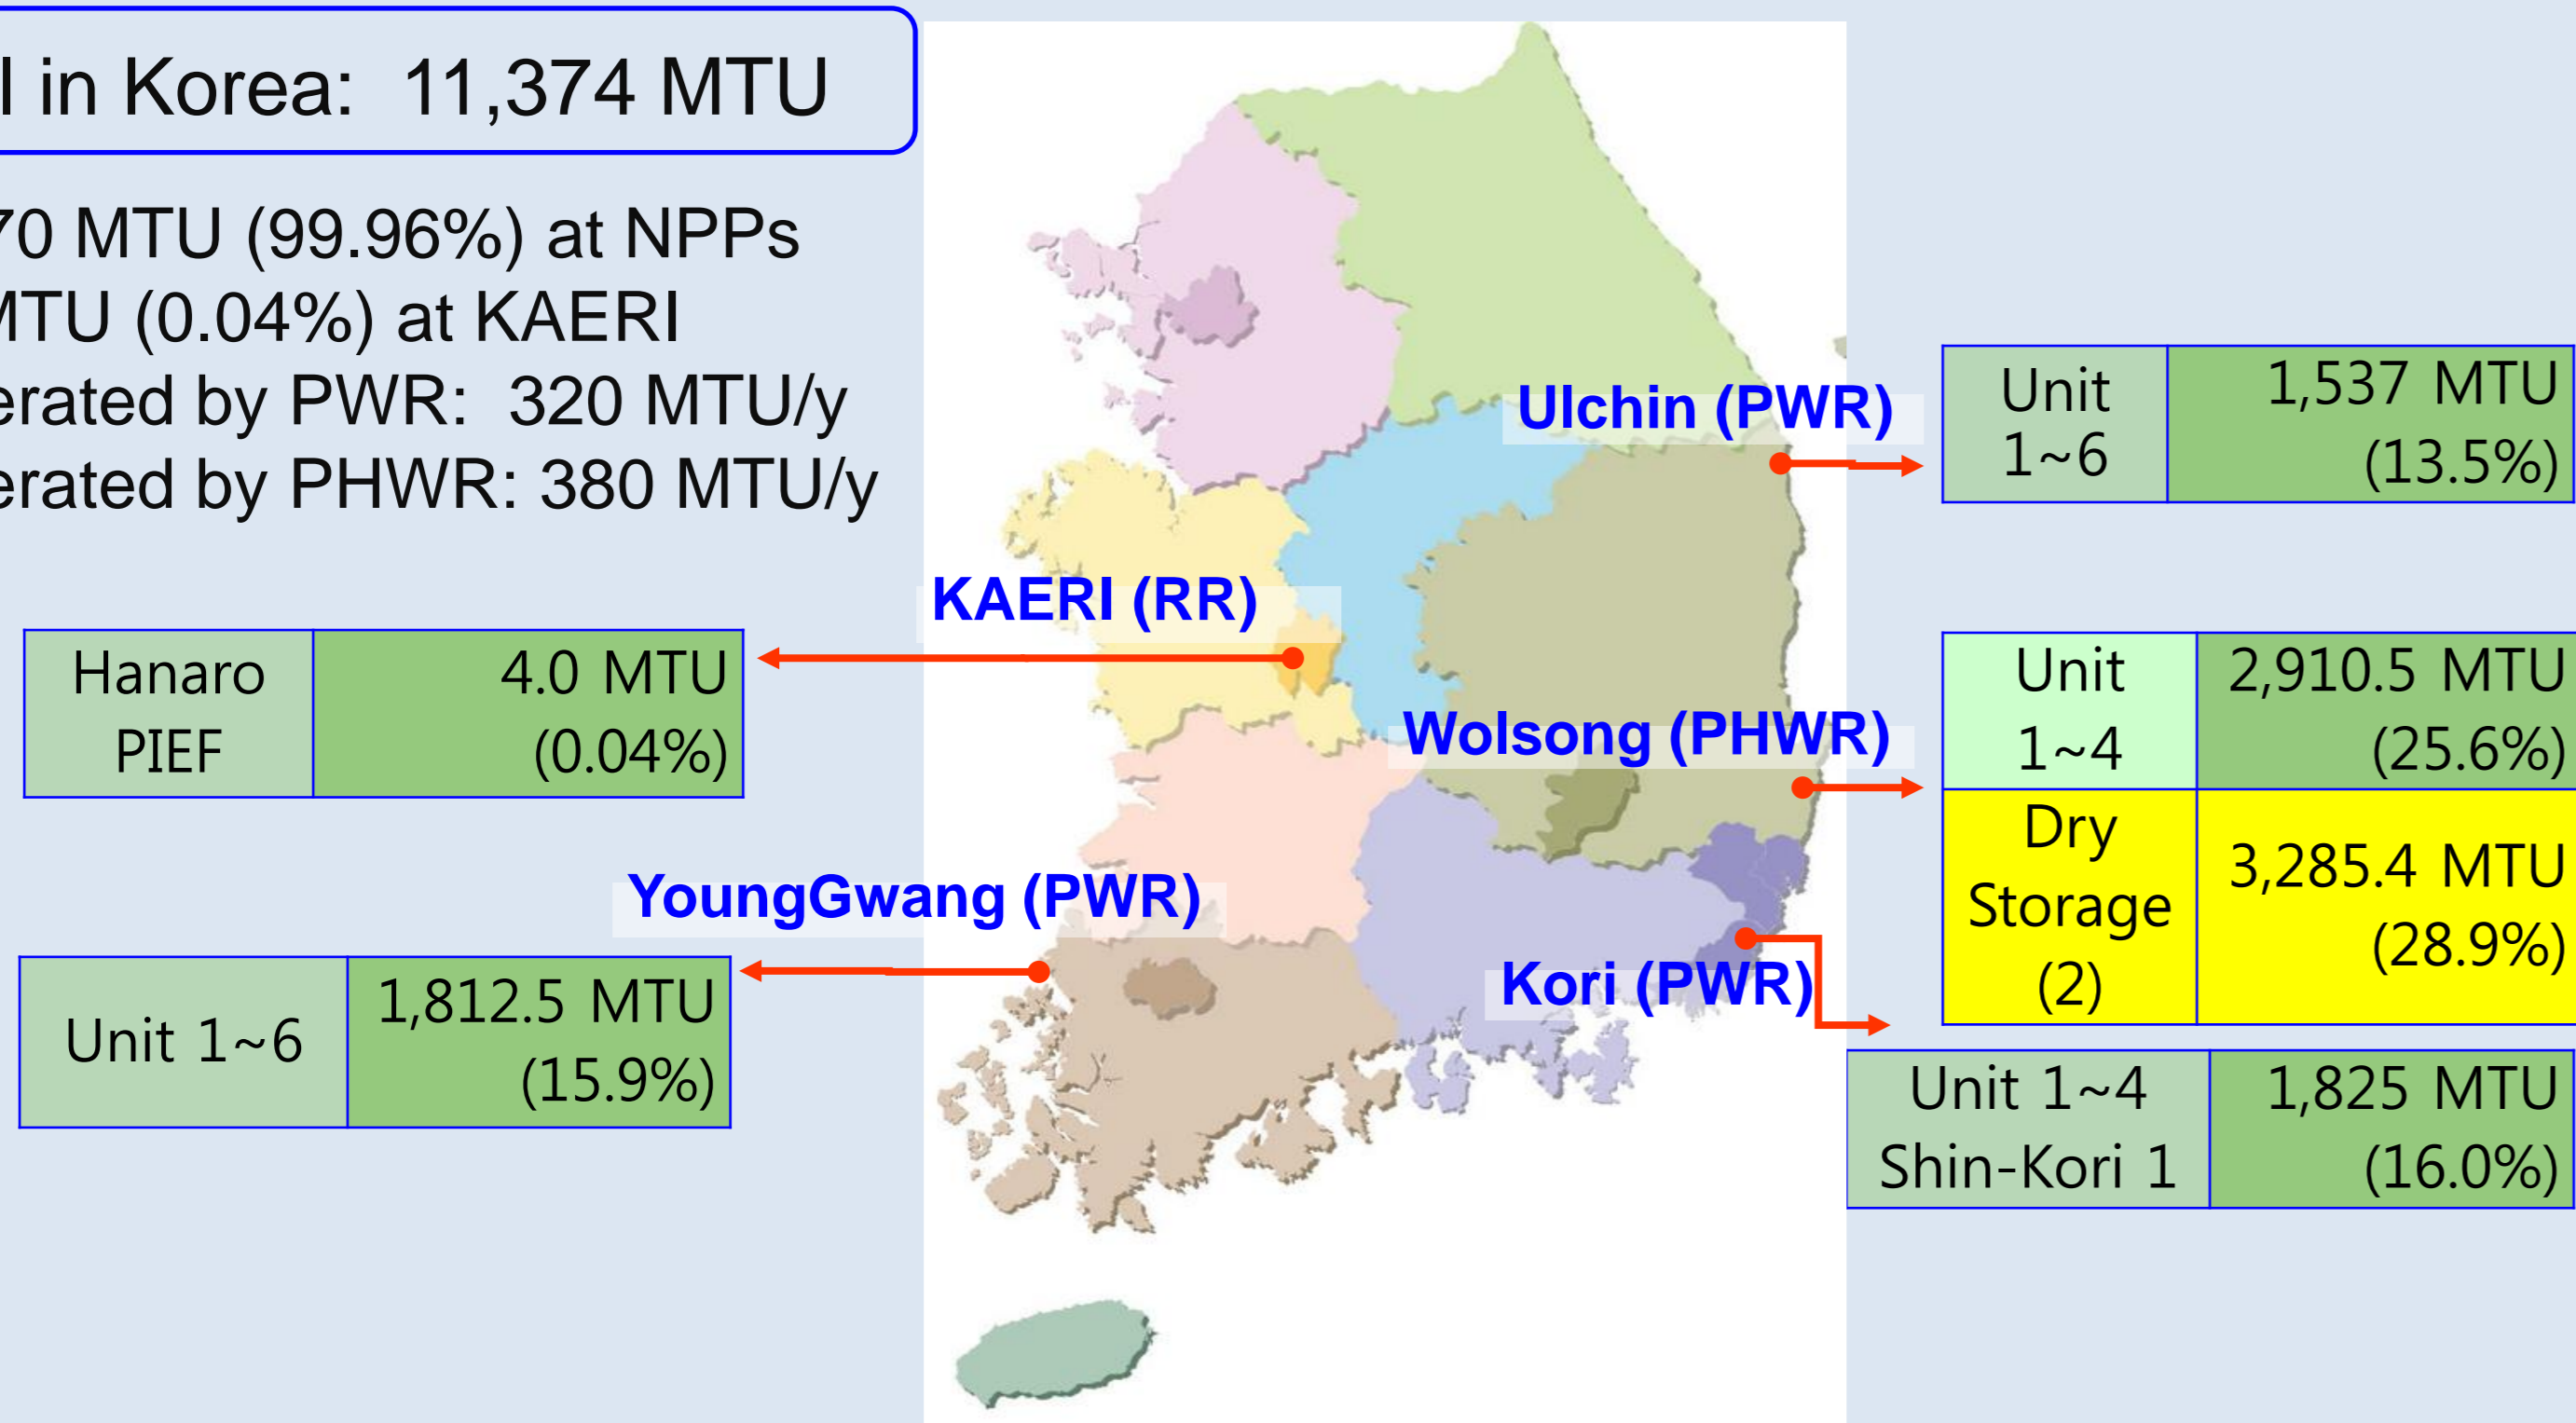 l in Korea: 11,374 MTU
70 MTU (99.96%) at NPPs
MTU (0.04%) at KAERI
erated by PWR: 320 MTU/y
erated by PHWR: 380 MTU/y
Ulchin (PWR)
Unit
1~6
1,537 MTU
(13.5%)
KAERI (RR)
Hanaro
PIEF
4.0 MTU
(0.04%)
Wolsong (PHWR)
Unit
1~4
2,910.5 MTU
(25.6%)
Dry
Storage
(2)
3,285.4 MTU
(28.9%)
YoungGwang (PWR)
Unit 1~6
1,812.5 MTU
(15.9%)
Kori (PWR)
Unit 1~4
Shin-Kori 1
1,825 MTU
(16.0%)